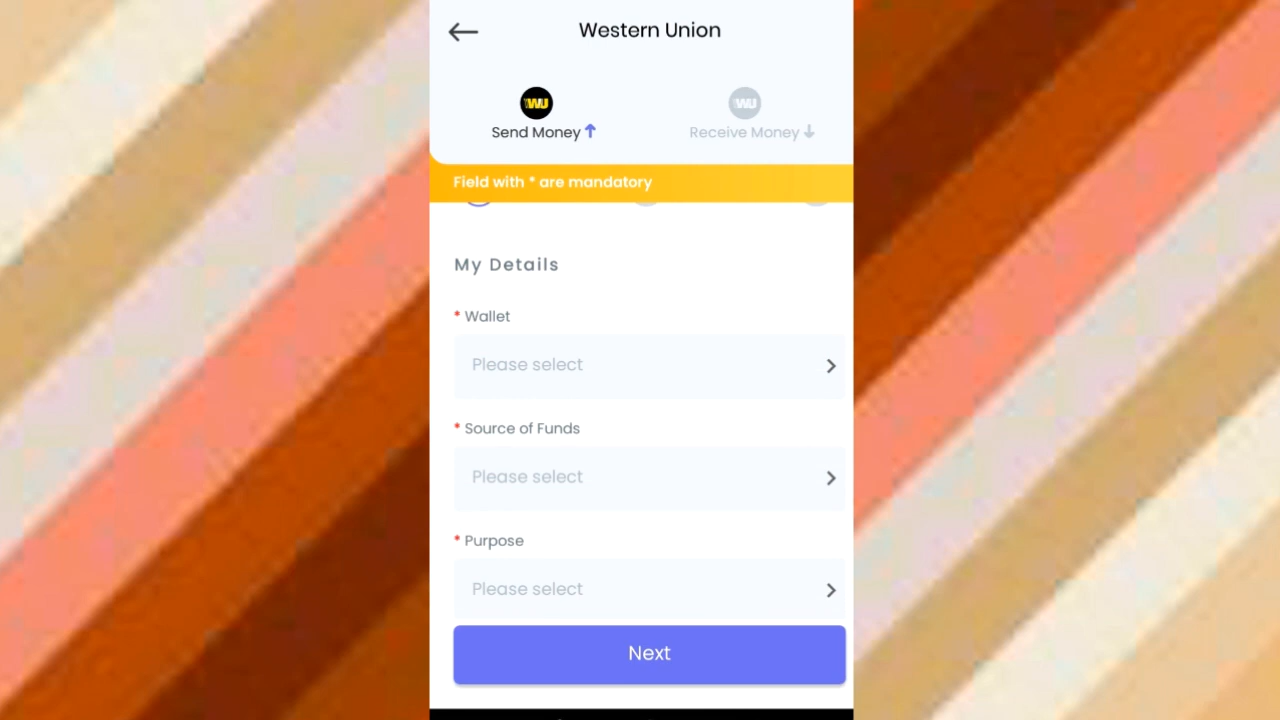 Western Union
WU
WU
Send Money
Receive Money
Field with * are mandatory
My Details
* Wallet
Please select
* Source of Funds
Please select
* Purpose
Please select
Next